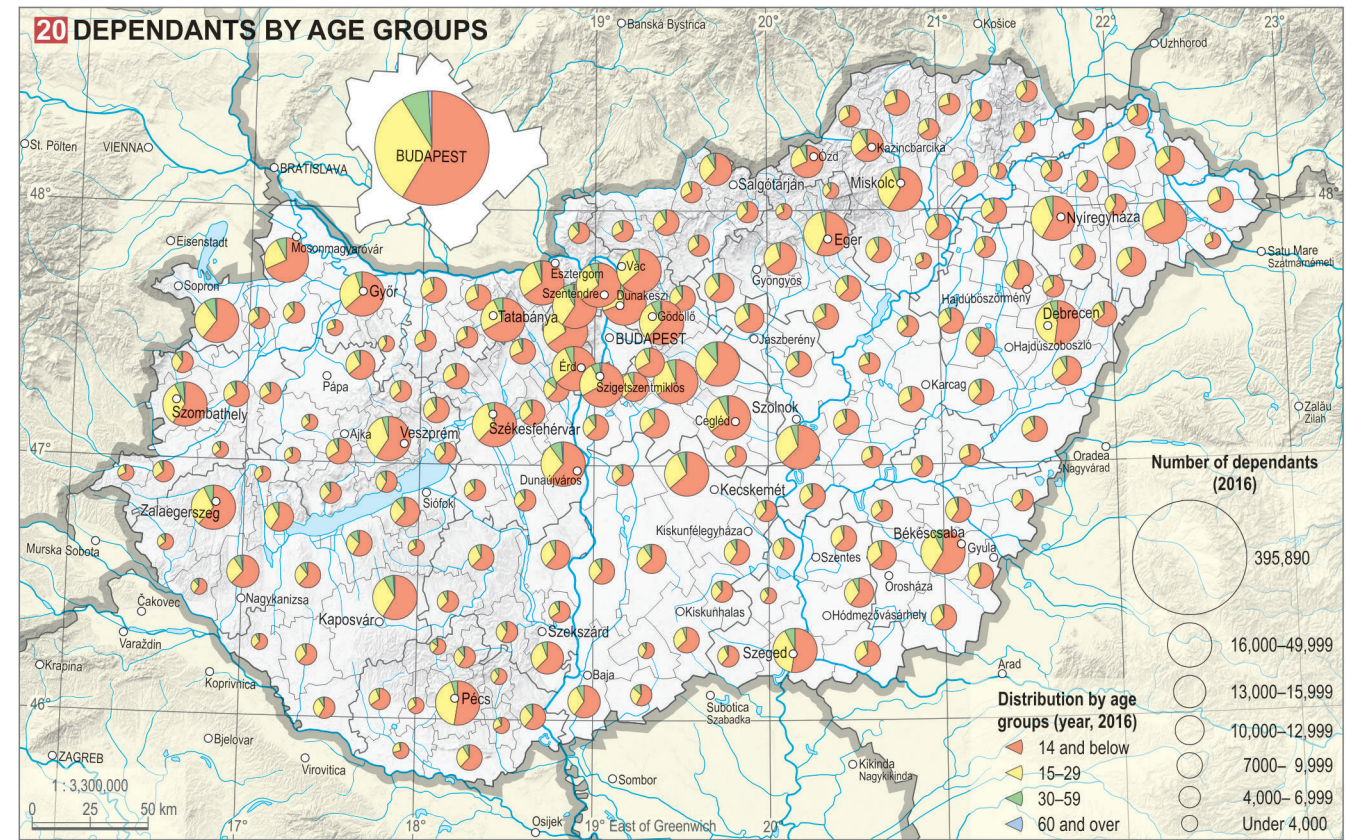 20 DEPENDANTS BY AGE GROUPS
19°
20°
21°
22°
23°
Banská Bystrica
Košice
Uzhhorod
St. Pölten
VIENNA
BRATISLAVA
BUDAPEST
Ózd
Kazincbarcika
Salgótarján
Miskolc
48°
48°
Nyíregyháza
Eisenstadt
Mosonmagyaróvár
Eger
Satu Mare
Szatmárnémeti
Sopron
Győr
Esztergom
Vác
Gyöngyös
Szentendre
Dunakeszi
Hajdúböszörmény
Tatabánya
Gödöllő
Debrecen
BUDAPEST
Jászberény
Hajdúszoboszló
Érd
Pápa
Szigetszentmiklós
Karcag
Szombathely
Szolnok
Zalău
Zilah
Cegléd
Ajka
Veszprém
Székesfehérvár
47°
47°
Oradea
Nagyvárad
Number of dependants
(2016)
Dunaújváros
Kecskemét
Siófok
Zalaegerszeg
Kiskunfélegyháza
Békéscsaba
Murska Sobota
Gyula
Szentes
395,890
Orosháza
Nagykanizsa
Čakovec
Kiskunhalas
Hódmezővásárhely
Kaposvár
Szekszárd
Varaždin
16,000–49,999
Szeged
Krapina
Koprivnica
Baja
Arad
13,000–15,999
46°
Pécs
Subotica
Szabadka
Distribution by age
groups (year, 2016)
10,000–12,999
Bjelovar
14 and below
ZAGREB
Virovitica
Kikinda
Nagykikinda
7000– 9,999
15–29
Sombor
1 : 3,300,000
30–59
4,000– 6,999
0 25 50 km
60 and over
Under 4,000
17°
18°
Osijek
19° East of Greenwich
20°